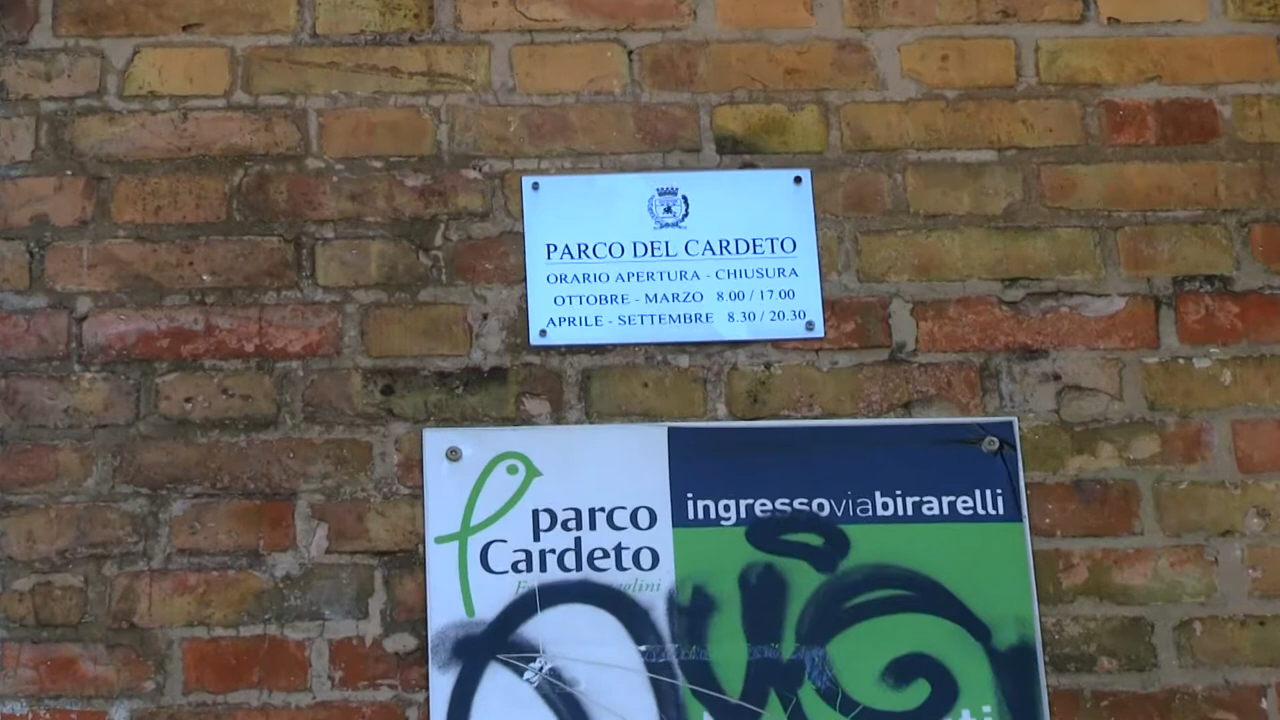 PARCO DEL CARDETO
ORARIO APERTURA - CHIUSURA
OTTOBRE - MARZO 8.00 / 17.00
APRILE - SETTEMBRE 8.30 / 20.30
parco
Cardeto
ingressoviabirarelli